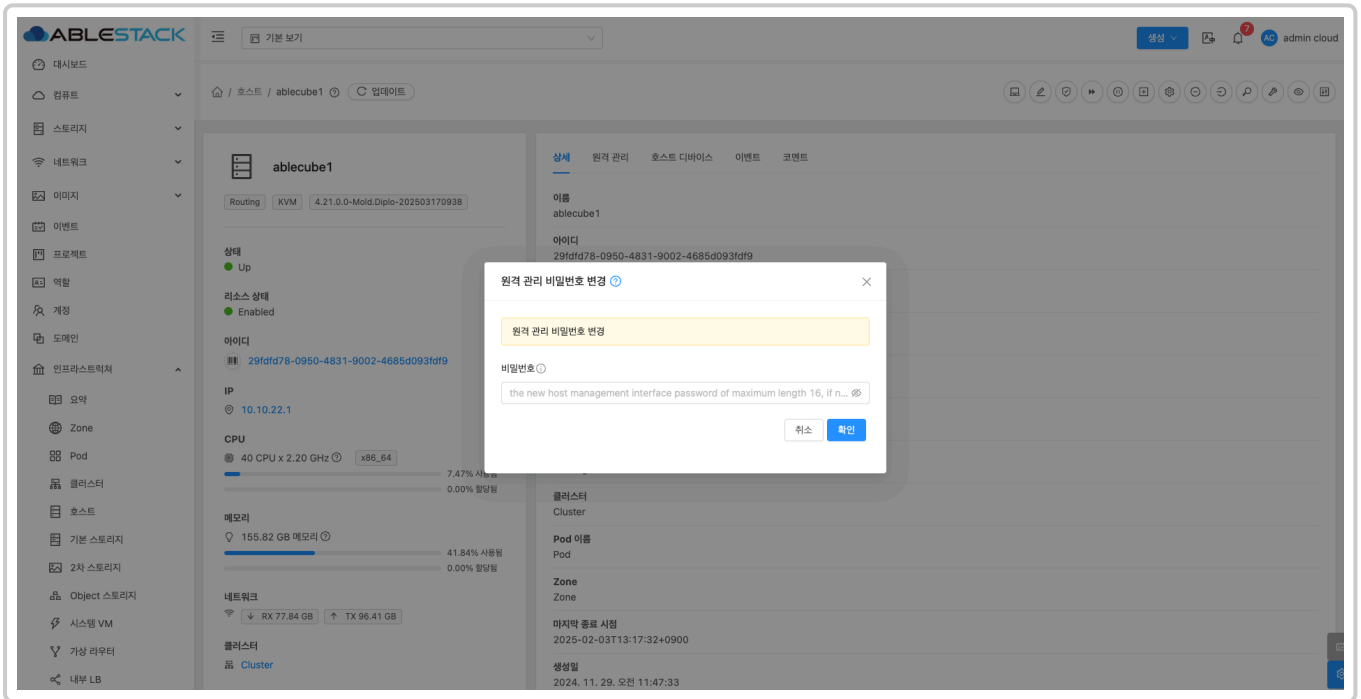 ABLESTACK
기본 보기
생성
7
AC
admin cloud
대시보드
컴퓨트
스토리지
네트워크
이미지
이벤트
프로젝트
역할
계정
도메인
인프라스트럭쳐
요약
Zone
Pod
클러스터
호스트
기본 스토리지
2차 스토리지
Object 스토리지
시스템 VM
가상 라우터
내부 LB
/ 호스트 / ablecube1
업데이트
ablecube1
Routing
KVM
4.21.0.0-Mold.Diplo-202503170938
상태
Up
리소스 상태
Enabled
아이디
29fdfd78-0950-4831-9002-4685d093fdf9
IP
10.10.22.1
CPU
40 CPU x 2.20 GHz
x86_64
7.47% 사용됨
0.00% 할당됨
메모리
155.82 GB 메모리
41.84% 사용됨
0.00% 할당됨
네트워크
RX 77.84 GB
TX 96.41 GB
클러스터
Cluster
상세
원격 관리
호스트 디바이스
이벤트
코멘트
이름
ablecube1
아이디
29fdfd78-0950-4831-9002-4685d093fdf9
원격 관리 비밀번호 변경
원격 관리 비밀번호 변경
비밀번호
the new host management interface password of maximum length 16, if n...
취소
확인
클러스터
Cluster
Pod 이름
Pod
Zone
Zone
마지막 종료 시점
2025-02-03T13:17:32+0900
생성일
2024. 11. 29. 오전 11:47:33